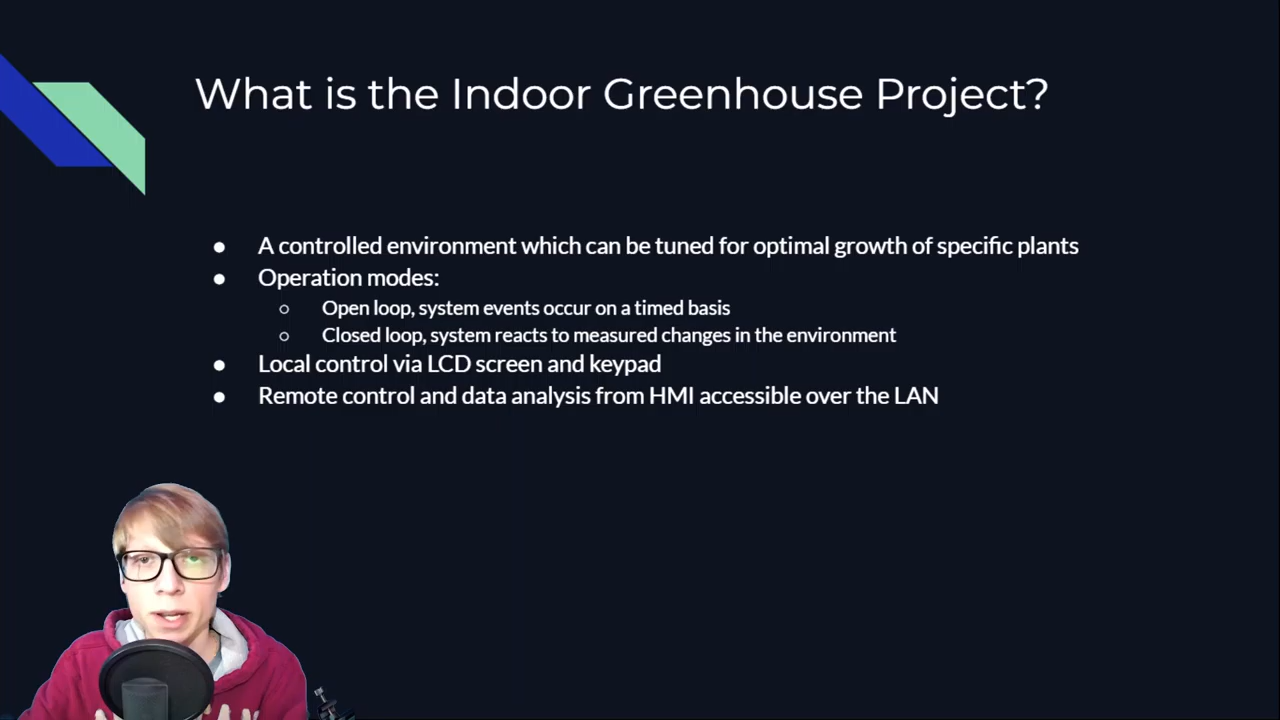 What is the Indoor Greenhouse Project?
● A controlled environment which can be tuned for optimal growth of specific plants
● Operation modes:
○ Open loop, system events occur on a timed basis
○ Closed loop, system reacts to measured changes in the environment
● Local control via LCD screen and keypad
● Remote control and data analysis from HMI accessible over the LAN